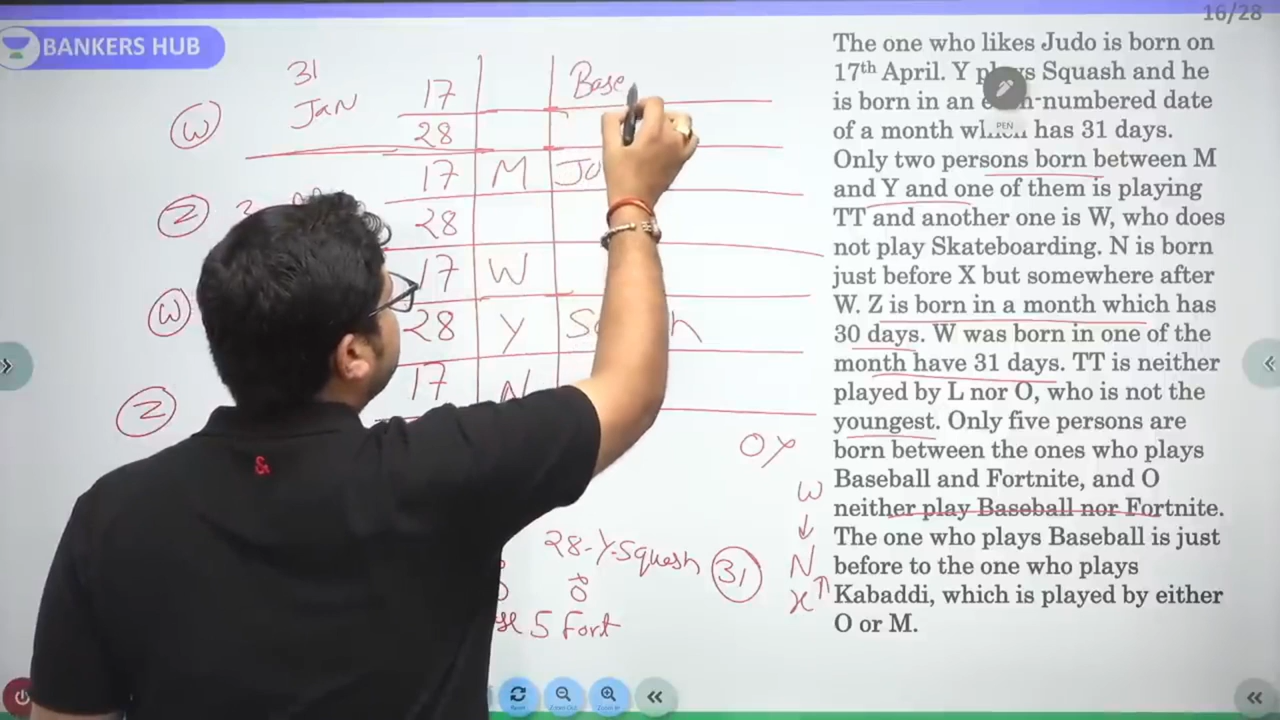 16/28
BANKERS HUB
31
W JAN 17 Base
28
17 M JU
Z 28
17 W
W 28 Y S h
17 N
Z
O Y
W
28-Y-Squash 31 N
X
5 Fort
The one who likes Judo is born on
17th April. Y plays Squash and he
is born in an -numbered date
of a month which has 31 days.
PEN
Only two persons born between M
and Y and one of them is playing
TT and another one is W, who does
not play Skateboarding. N is born
just before X but somewhere after
W. Z is born in a month which has
30 days. W was born in one of the
month have 31 days. TT is neither
played by L nor O, who is not the
youngest. Only five persons are
born between the ones who plays
Baseball and Fortnite, and O
neither play Baseball nor Fortnite.
The one who plays Baseball is just
before to the one who plays
Kabaddi, which is played by either
O or M.
Reset
Zoom Out
Zoom In